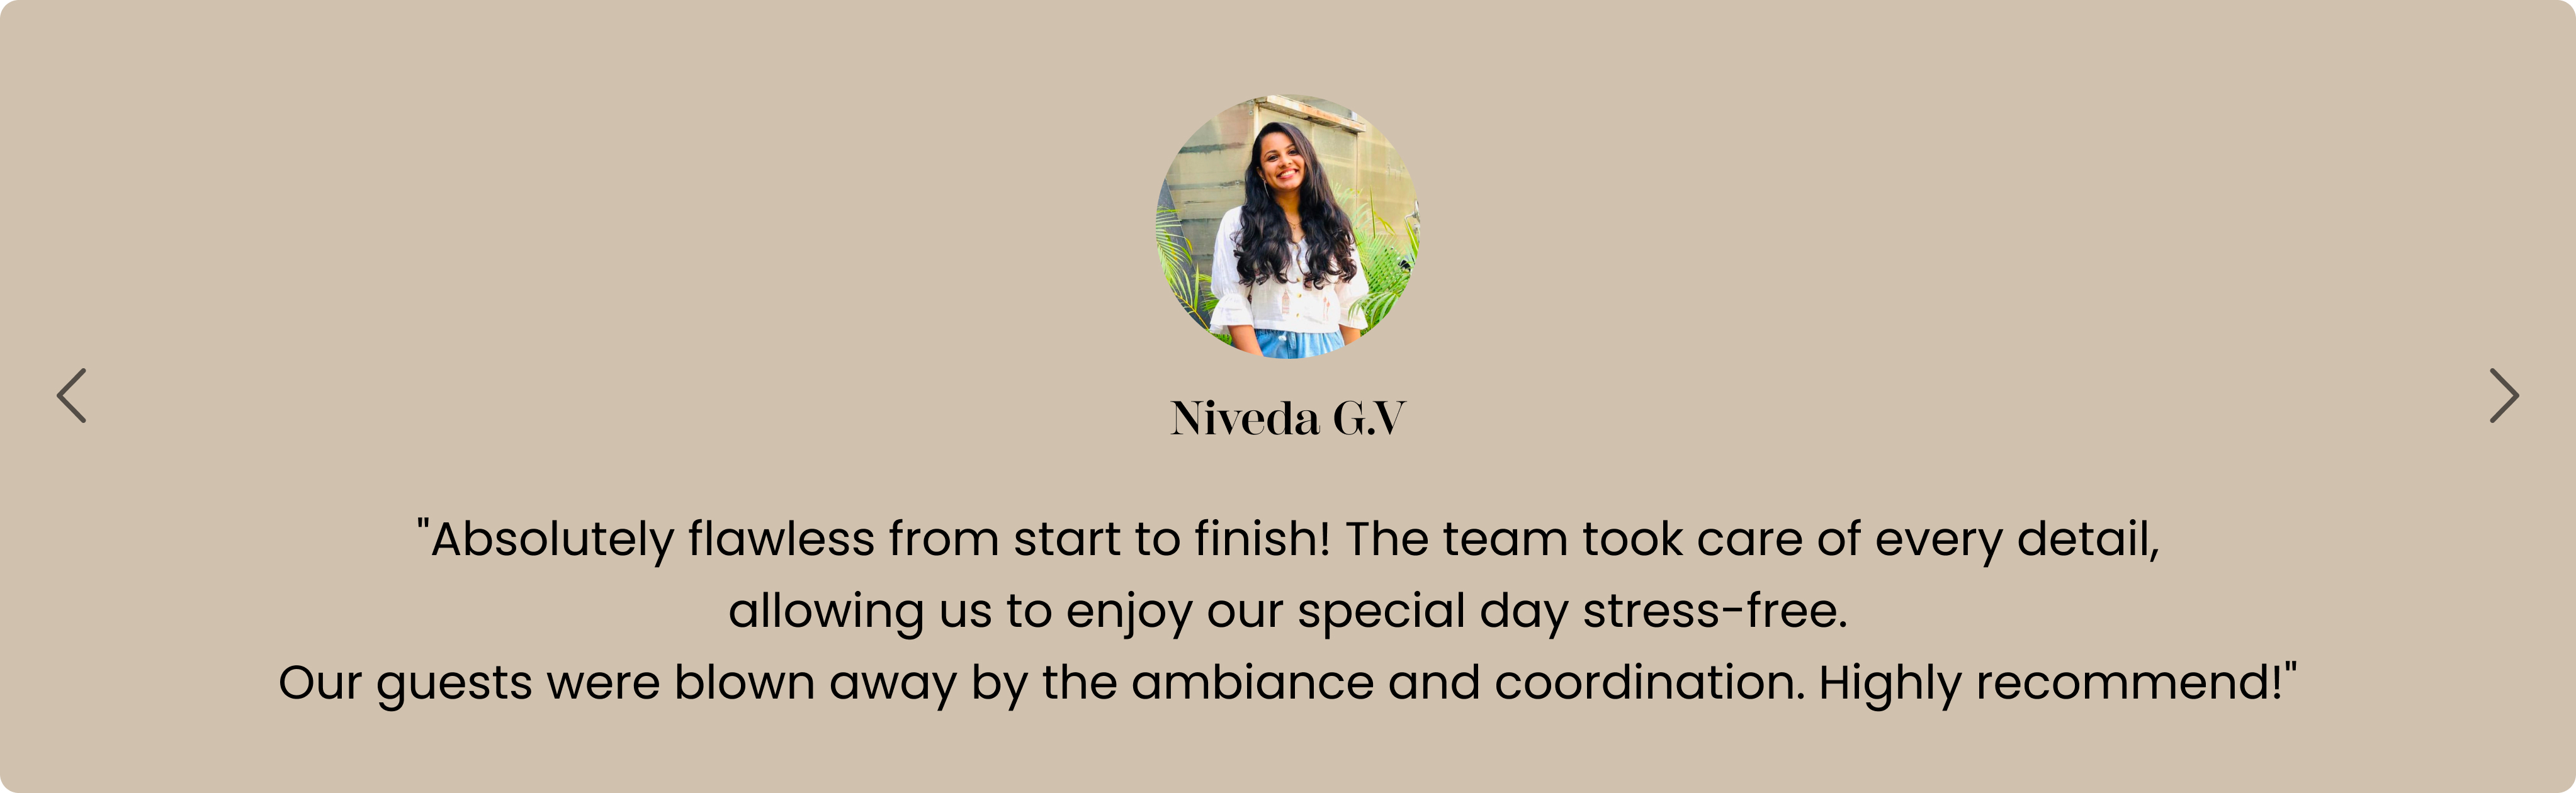 Niveda G.V
"Absolutely flawless from start to finish! The team took care of every detail,
allowing us to enjoy our special day stress-free.
Our guests were blown away by the ambiance and coordination. Highly recommend!"